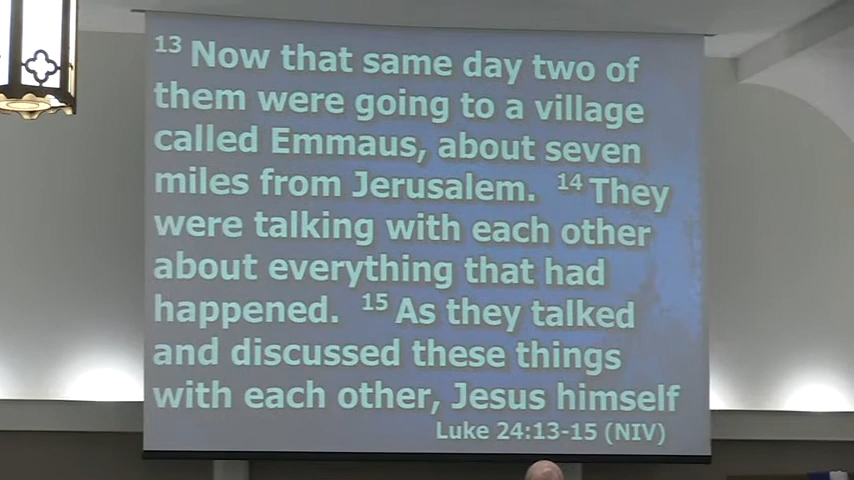 13 Now that same day two of
them were going to a village
called Emmaus, about seven
miles from Jerusalem. 14 They
were talking with each other
about everything that had
happened. 15 As they talked
and discussed these things
with each other, Jesus himself
Luke 24:13-15 (NIV)